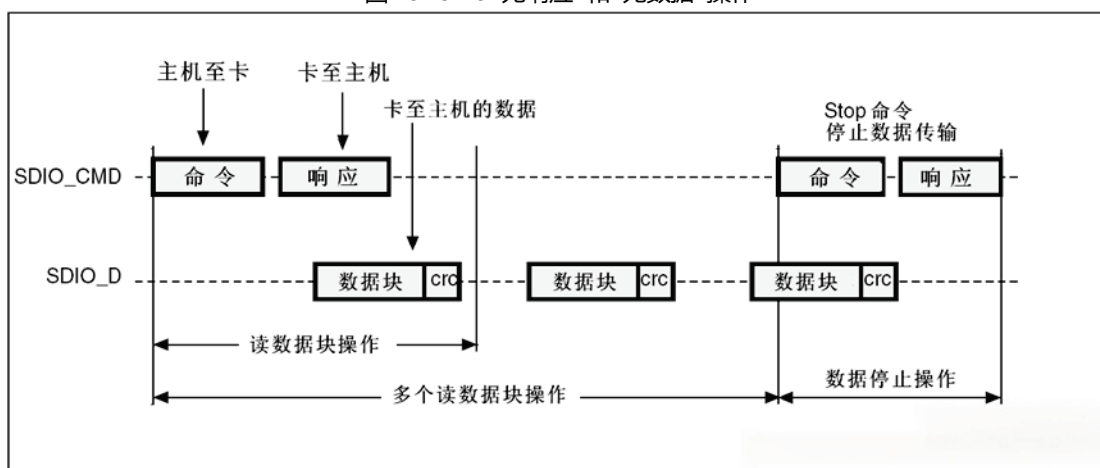 主机至卡
卡至主机
卡至主机的数据
Stop 命令
停止数据传输
SDIO_CMD
命令
响应
命令
响应
SDIO_D
数据块
crc
数据块
crc
数据块
crc
读数据块操作
多个读数据块操作
数据停止操作